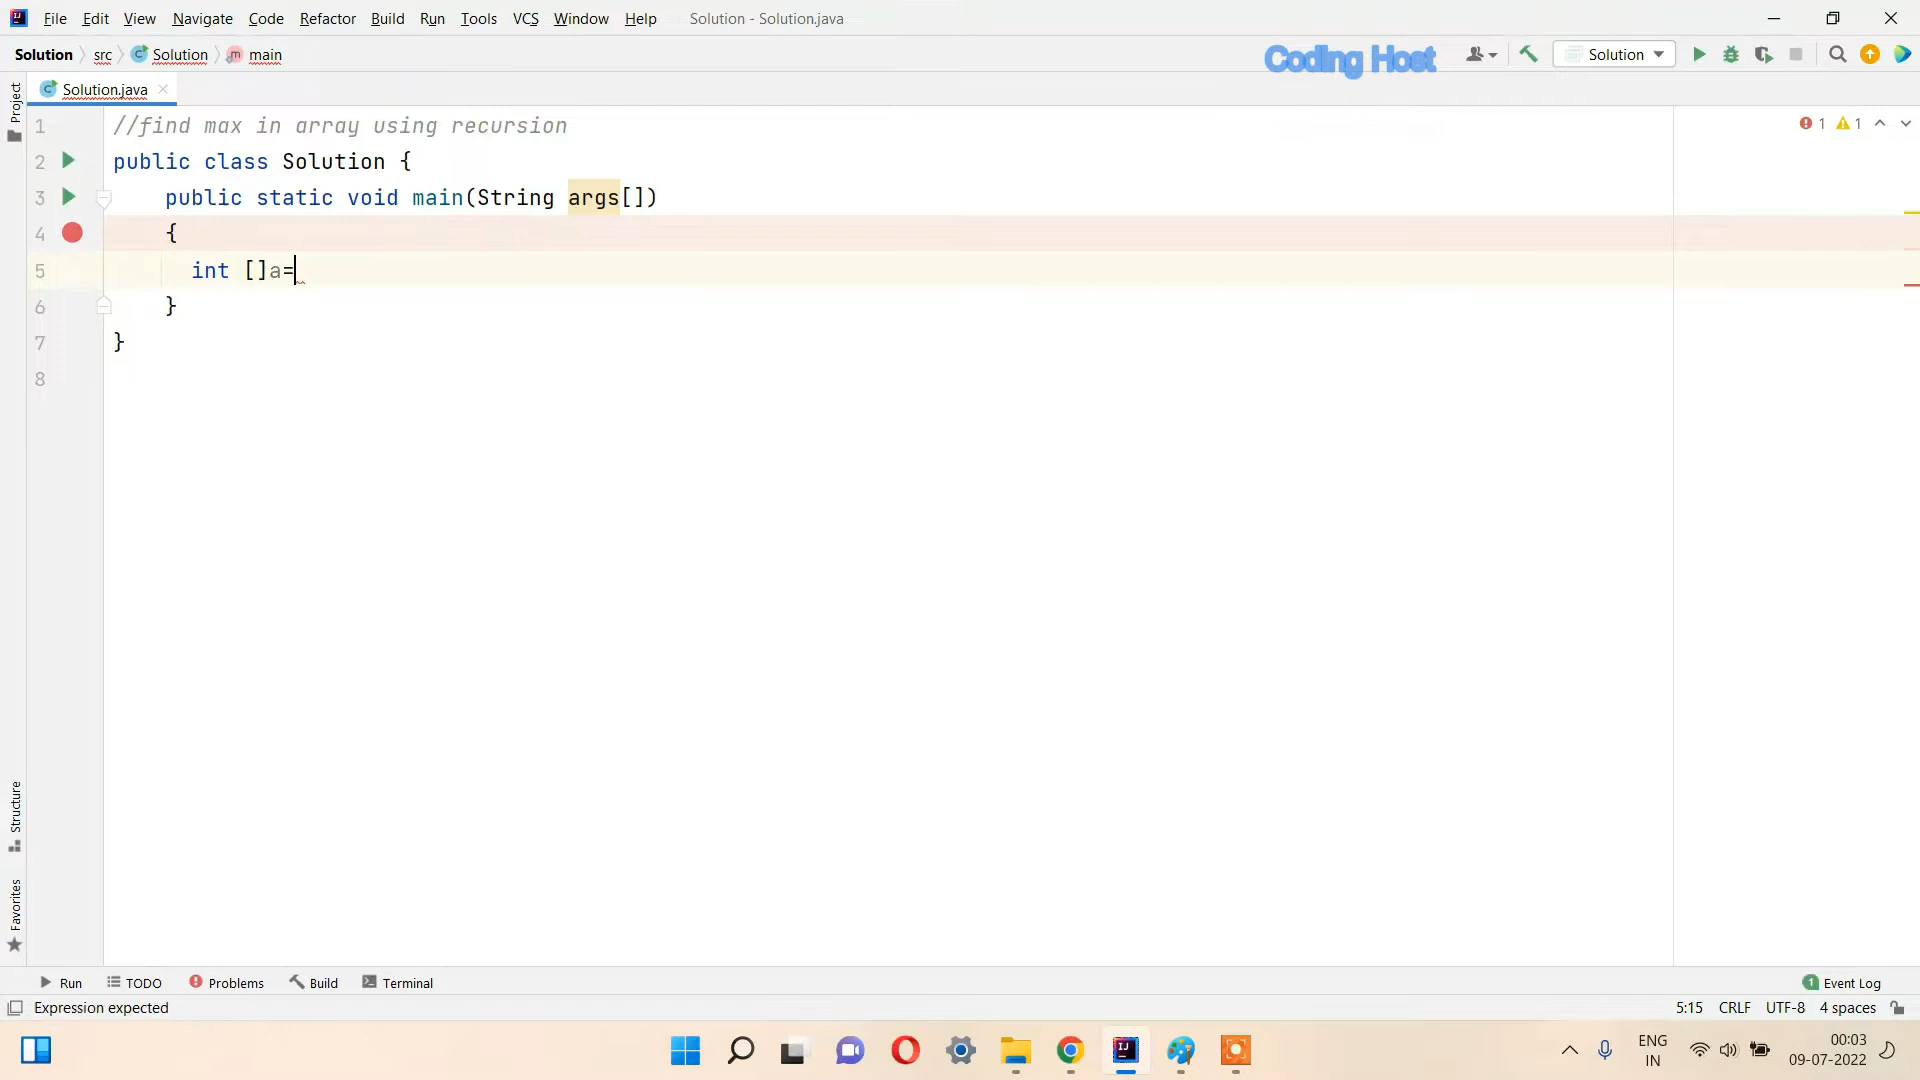 File Edit View Navigate Code Refactor Build Run Tools VCS Window Help Solution - Solution.java
Solution src Solution main Coding Host Solution
Solution.java
Project
1 //find max in array using recursion
2 public class Solution {
3 public static void main(String args[])
4 {
5 int []a=
6 }
7 }
8
1 1
Structure
Favorites
Run TODO Problems Build Terminal 1 Event Log
Expression expected 5:15 CRLF UTF-8 4 spaces
ENG
IN
00:03
09-07-2022